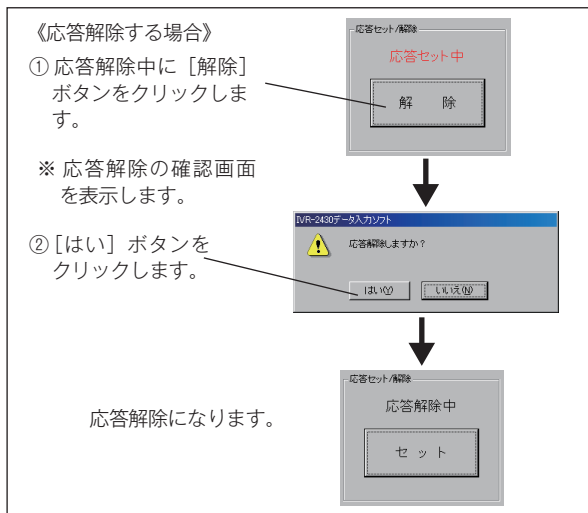 《応答解除する場合》
① 応答解除中に［解除］
ボタンをクリックしま
す。
※ 応答解除の確認画面
を表示します。
② ［はい］ボタンを
クリックします。
応答解除になります。
応答セット/解除
応答セット中
解　除
IVR-2430データ入力ソフト
応答解除しますか？
はい(Y)
いいえ(N)
応答セット/解除
応答解除中
セット